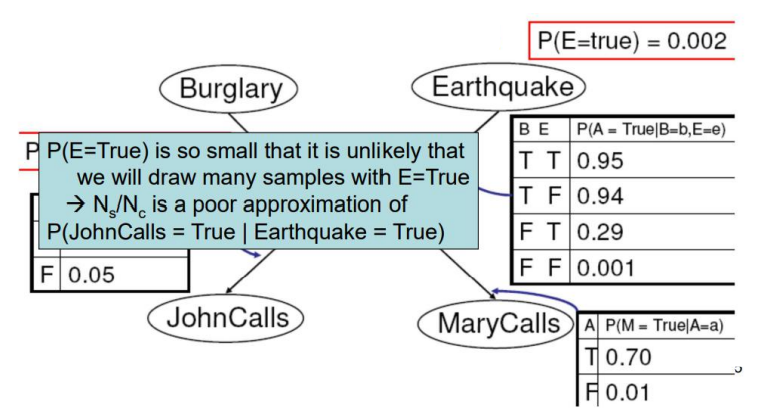 P(E=true) = 0.002
Burglary
Earthquake
B E P(A = True|B=b,E=e)
T T 0.95
T F 0.94
F T 0.29
F F 0.001
P
P(E=True) is so small that it is unlikely that
we will draw many samples with E=True
→ Ns/Nc is a poor approximation of
P(JohnCalls = True | Earthquake = True)
F 0.05
JohnCalls
MaryCalls
A P(M = True|A=a)
T 0.70
F 0.01